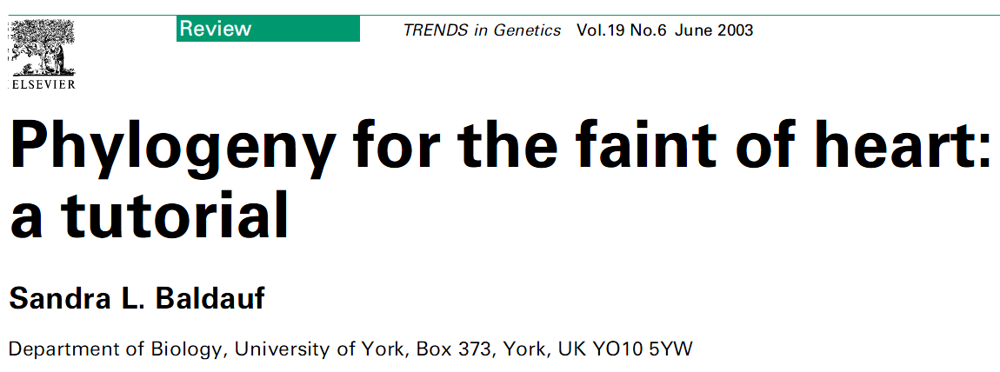 Review
TRENDS in Genetics Vol.19 No.6 June 2003
ELSEVIER
Phylogeny for the faint of heart:
a tutorial
Sandra L. Baldauf
Department of Biology, University of York, Box 373, York, UK YO10 5YW